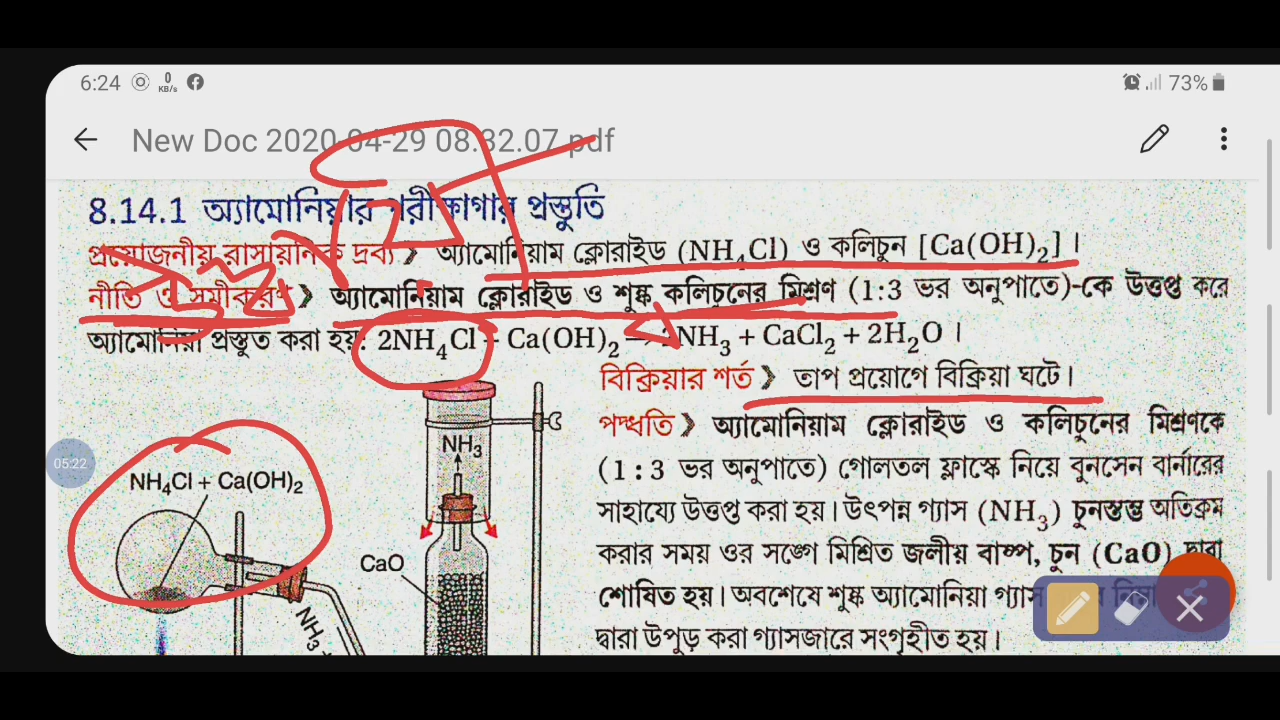 6:24 0 KB/s 73%
New Doc 2020-04-29 08.32.07.pdf
8.14.1 অ্যামোনিয়ার পরীক্ষাগার প্রস্তুতি
প্রয়োজনীয় রাসায়নিক দ্রব্য》 অ্যামোনিয়াম ক্লোরাইড (NH₄Cl) ও কলিচুন [Ca(OH)₂]।
নীতি ও সমীকরণ》 অ্যামোনিয়াম ক্লোরাইড ও শুষ্ক কলিচুনের মিশ্রণ (1:3 ভর অনুপাতে)-কে উত্তপ্ত করে
অ্যামোনিয়া প্রস্তুত করা হয়: 2NH₄Cl + Ca(OH)₂ → 2NH₃ + CaCl₂ + 2H₂O ।
বিক্রিয়ার শর্ত》 তাপ প্রয়োগে বিক্রিয়া ঘটে।
পদ্ধতি》 অ্যামোনিয়াম ক্লোরাইড ও কলিচুনের মিশ্রণকে
(1:3 ভর অনুপাতে) গোলতল ফ্লাস্কে নিয়ে বুনসেন বার্নারের
সাহায্যে উত্তপ্ত করা হয়। উৎপন্ন গ্যাস (NH₃) চুনস্তম্ভ অতিক্রম
করার সময় ওর সঙ্গে মিশ্রিত জলীয় বাষ্প, চুন (CaO) দ্বারা
শোষিত হয়। অবশেষে শুষ্ক অ্যামোনিয়া গ্যাস
দ্বারা উপুড় করা গ্যাসজারে সংগৃহীত হয়।
05:22
NH₄Cl + Ca(OH)₂
NH₃
CaO
NH₃